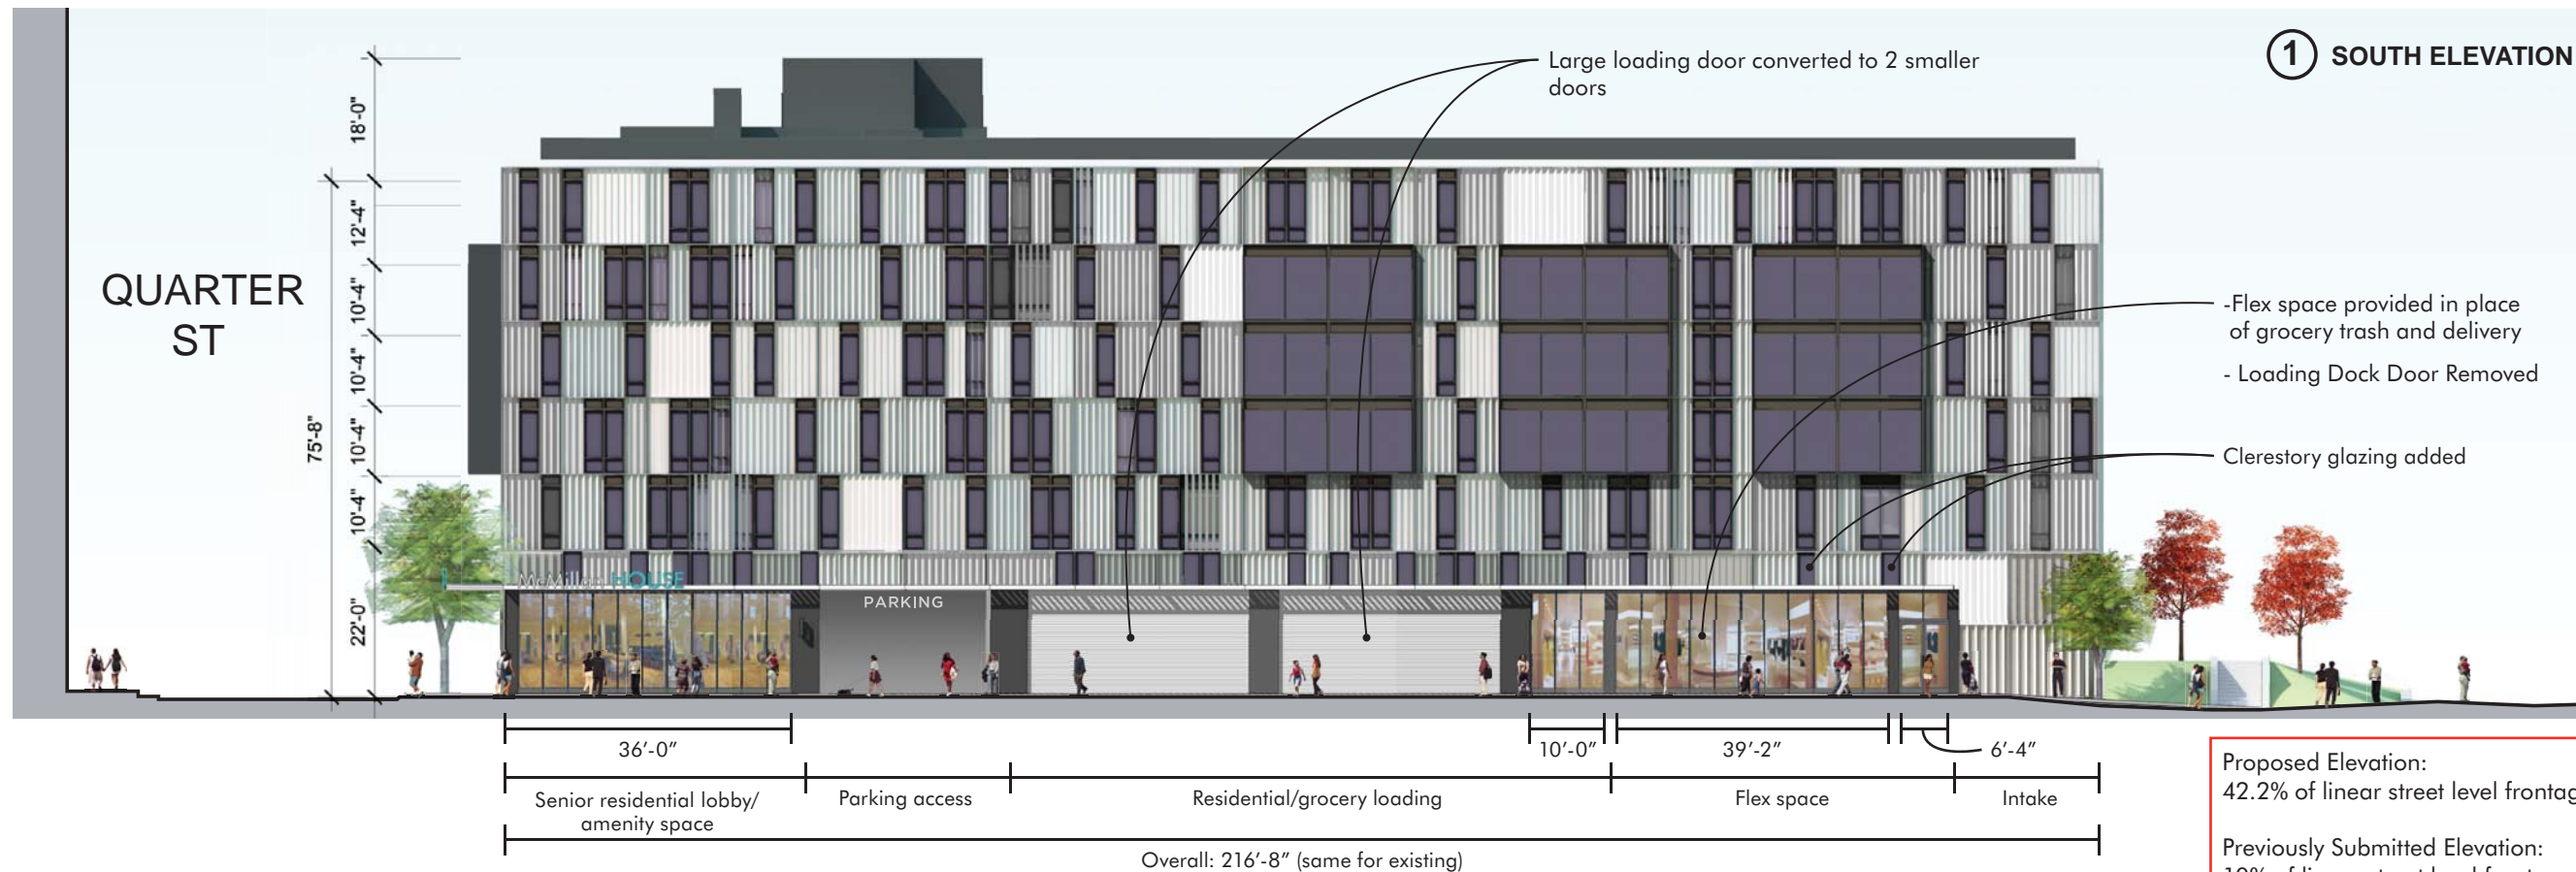 1 SOUTH ELEVATION
Large loading door converted to 2 smaller
doors
QUARTER
ST
18'-0"
12'-4"
10'-4"
10'-4"
10'-4"
10'-4"
22'-0"
75'-8"
-Flex space provided in place
of grocery trash and delivery
- Loading Dock Door Removed
Clerestory glazing added
McMillan HOUSE
PARKING
36'-0"
10'-0"
39'-2"
6'-4"
Senior residential lobby/
amenity space
Parking access
Residential/grocery loading
Flex space
Intake
Overall: 216'-8" (same for existing)
Proposed Elevation:
42.2% of linear street level frontag
Previously Submitted Elevation: